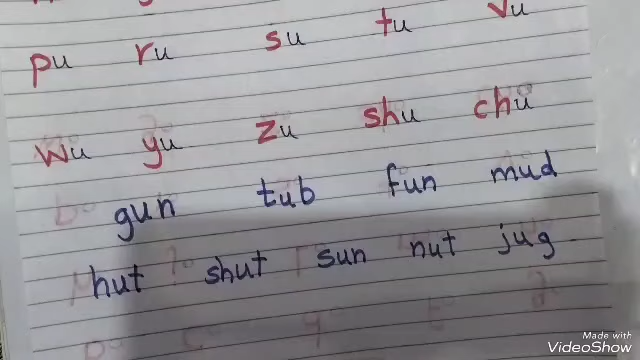 pu ru su tu vu
wu yu zu shu chu
gun tub fun mud
hut shut sun nut jug
Made with
VideoShow